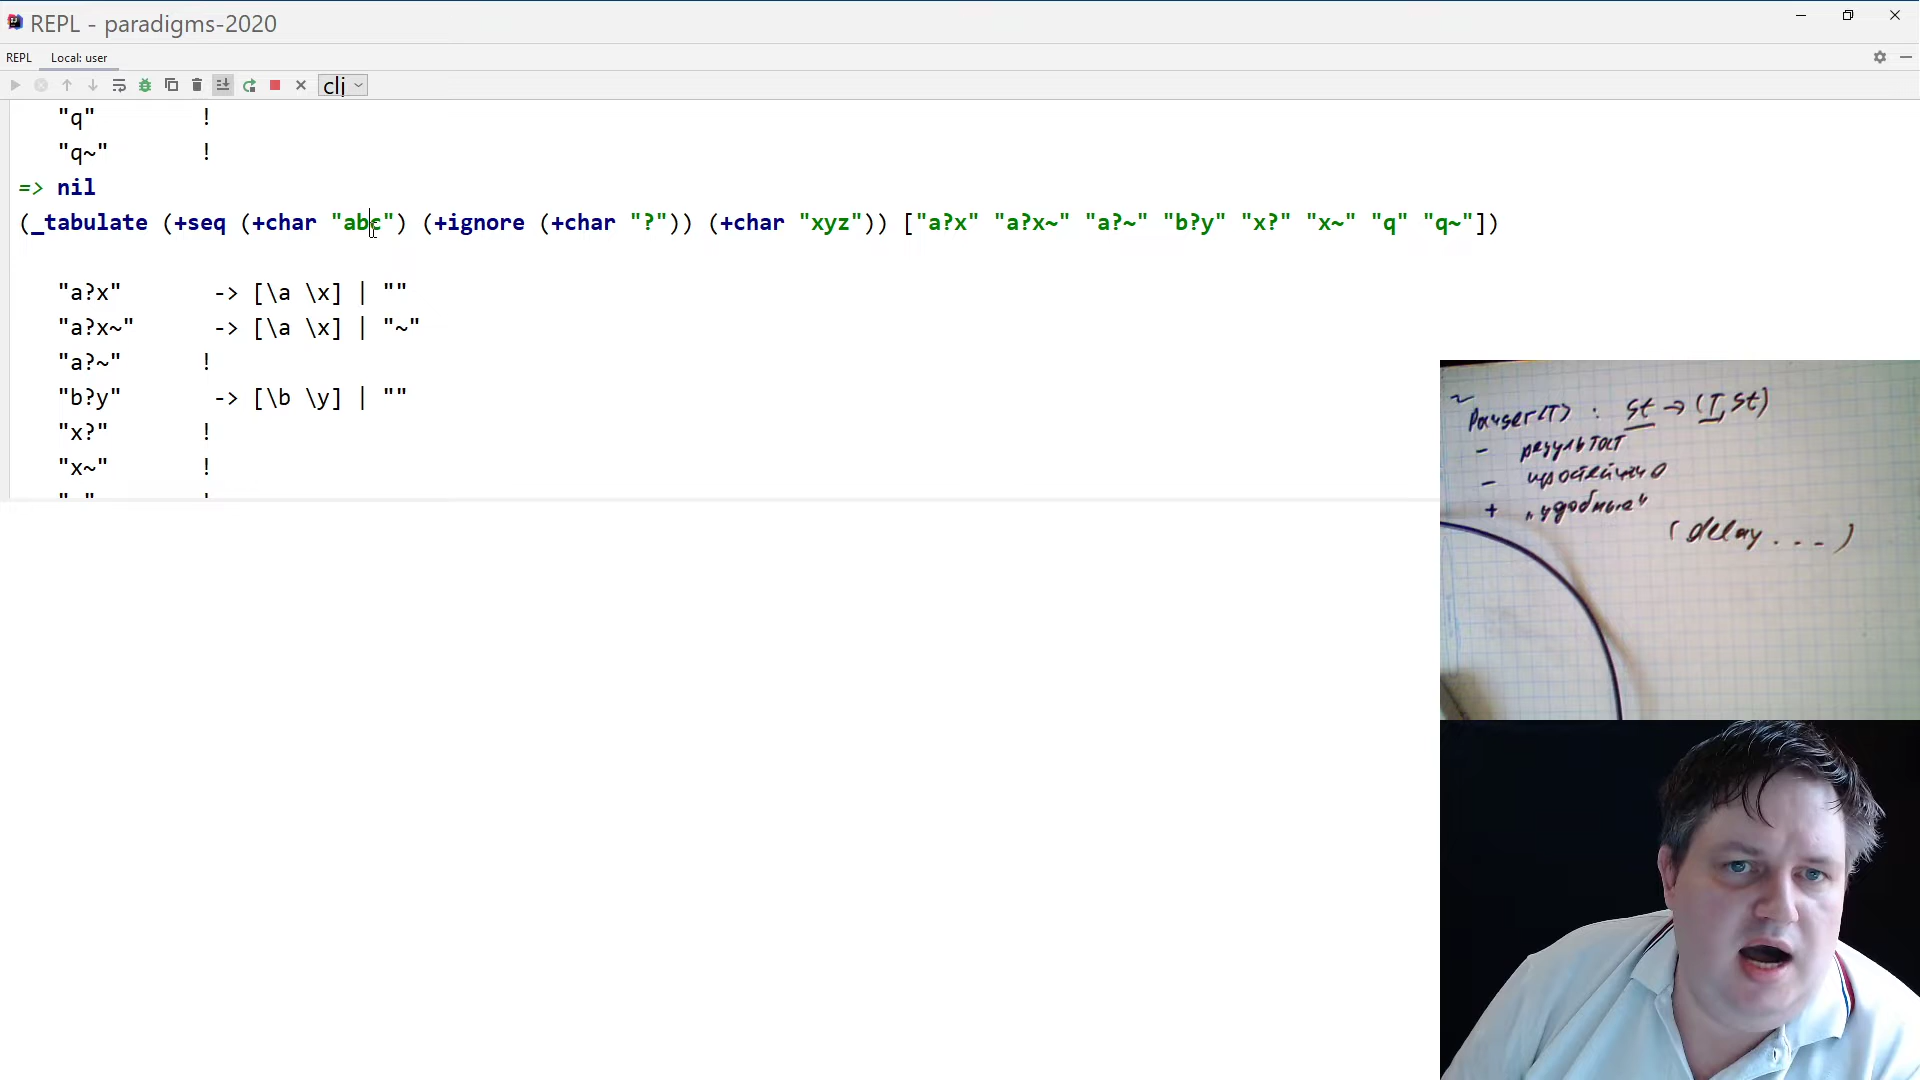 REPL - paradigms-2020
REPL Local: user
clj
"q" !
"q~" !
=> nil
(_tabulate (+seq (+char "abc") (+ignore (+char "?")) (+char "xyz")) ["a?x" "a?x~" "a?~" "b?y" "x?" "x~" "q" "q~"])
"a?x" -> [\a \x] | ""
"a?x~" -> [\a \x] | "~"
"a?~" !
"b?y" -> [\b \y] | ""
"x?" !
"x~" !
Parser(T) : St → (T, St)
- результат
-
+ "удобные"
(delay . . . )